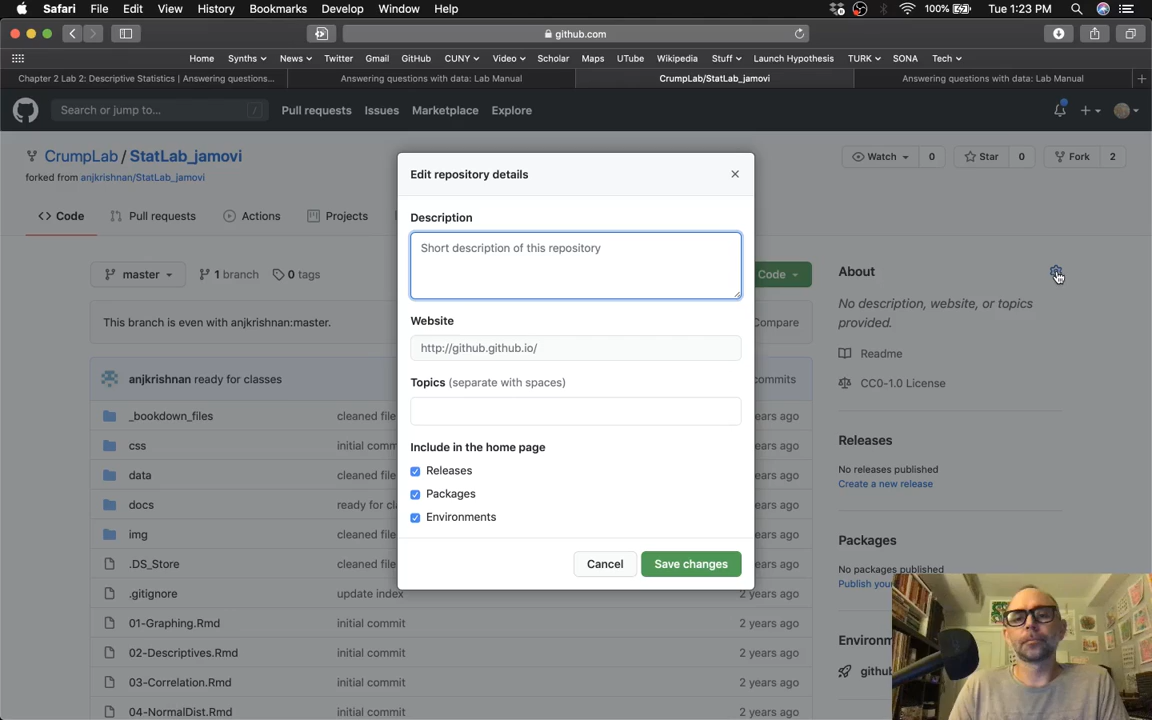 Safari File Edit View History Bookmarks Develop Window Help 100% Tue 1:23 PM
github.com
Home Synths News Twitter Gmail GitHub CUNY Video Scholar Maps UTube Wikipedia Stuff Launch Hypothesis TURK SONA Tech
Chapter 2 Lab 2: Descriptive Statistics | Answering questions... Answering questions with data: Lab Manual CrumpLab/StatLab_jamovi Answering questions with data: Lab Manual
Search or jump to... / Pull requests Issues Marketplace Explore
CrumpLab / StatLab_jamovi Watch 0 Star 0 Fork 2
forked from anjkrishnan/StatLab_jamovi
Code Pull requests Actions Projects
Edit repository details
Description
Short description of this repository
Website
http://github.github.io/
Topics (separate with spaces)
Include in the home page
Releases
Packages
Environments
Cancel Save changes
master 1 branch 0 tags Code
This branch is even with anjkrishnan:master. Compare
anjkrishnan ready for classes commits
_bookdown_files cleaned file ears ago
css initial comm ears ago
data cleaned file ears ago
docs ready for cl ears ago
img cleaned file ears ago
.DS_Store cleaned file ears ago
.gitignore update index 2 years ago
01-Graphing.Rmd initial commit 2 years ago
02-Descriptives.Rmd initial commit 2 years ago
03-Correlation.Rmd initial commit 2 years ago
04-NormalDist.Rmd initial commit 2 years ago
About
No description, website, or topics
provided.
Readme
CC0-1.0 License
Releases
No releases published
Create a new release
Packages
No packages published
Publish you
Environm
github